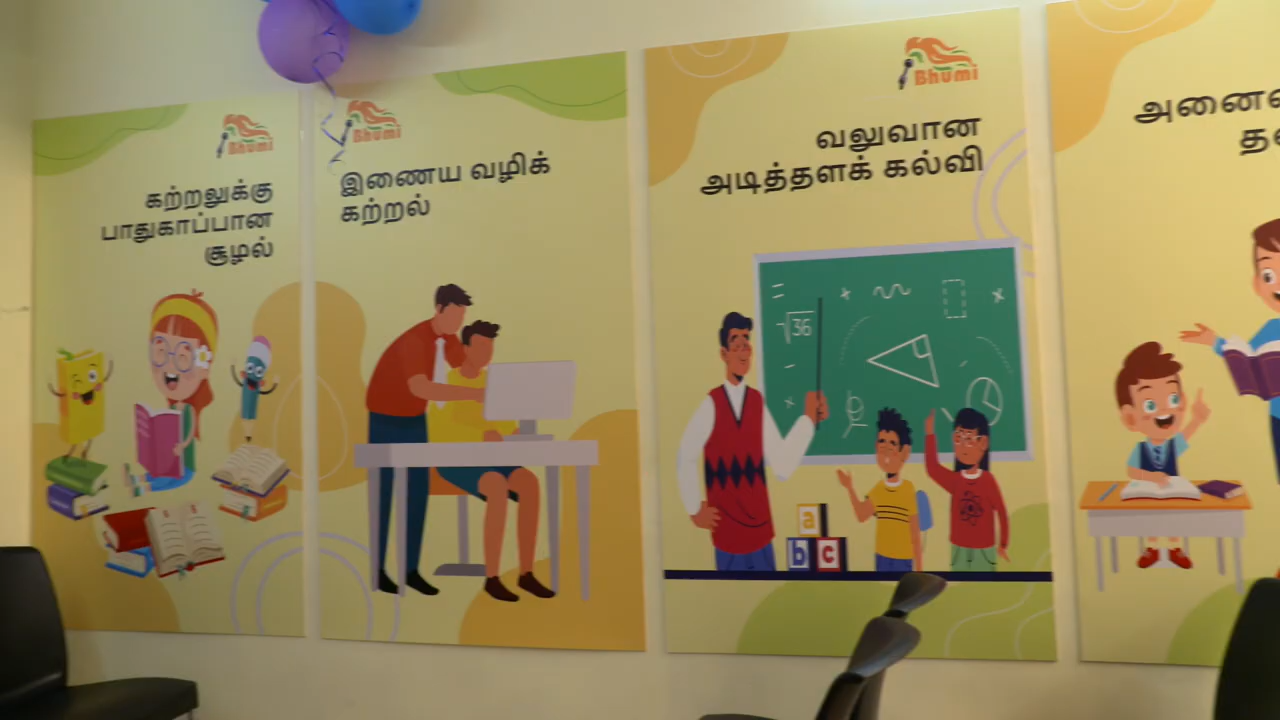 Bhumi
கற்றலுக்கு
பாதுகாப்பான
சூழல்
Bhumi
இணைய வழிக்
கற்றல்
Bhumi
வலுவான
அடித்தளக் கல்வி
√36
a
b c